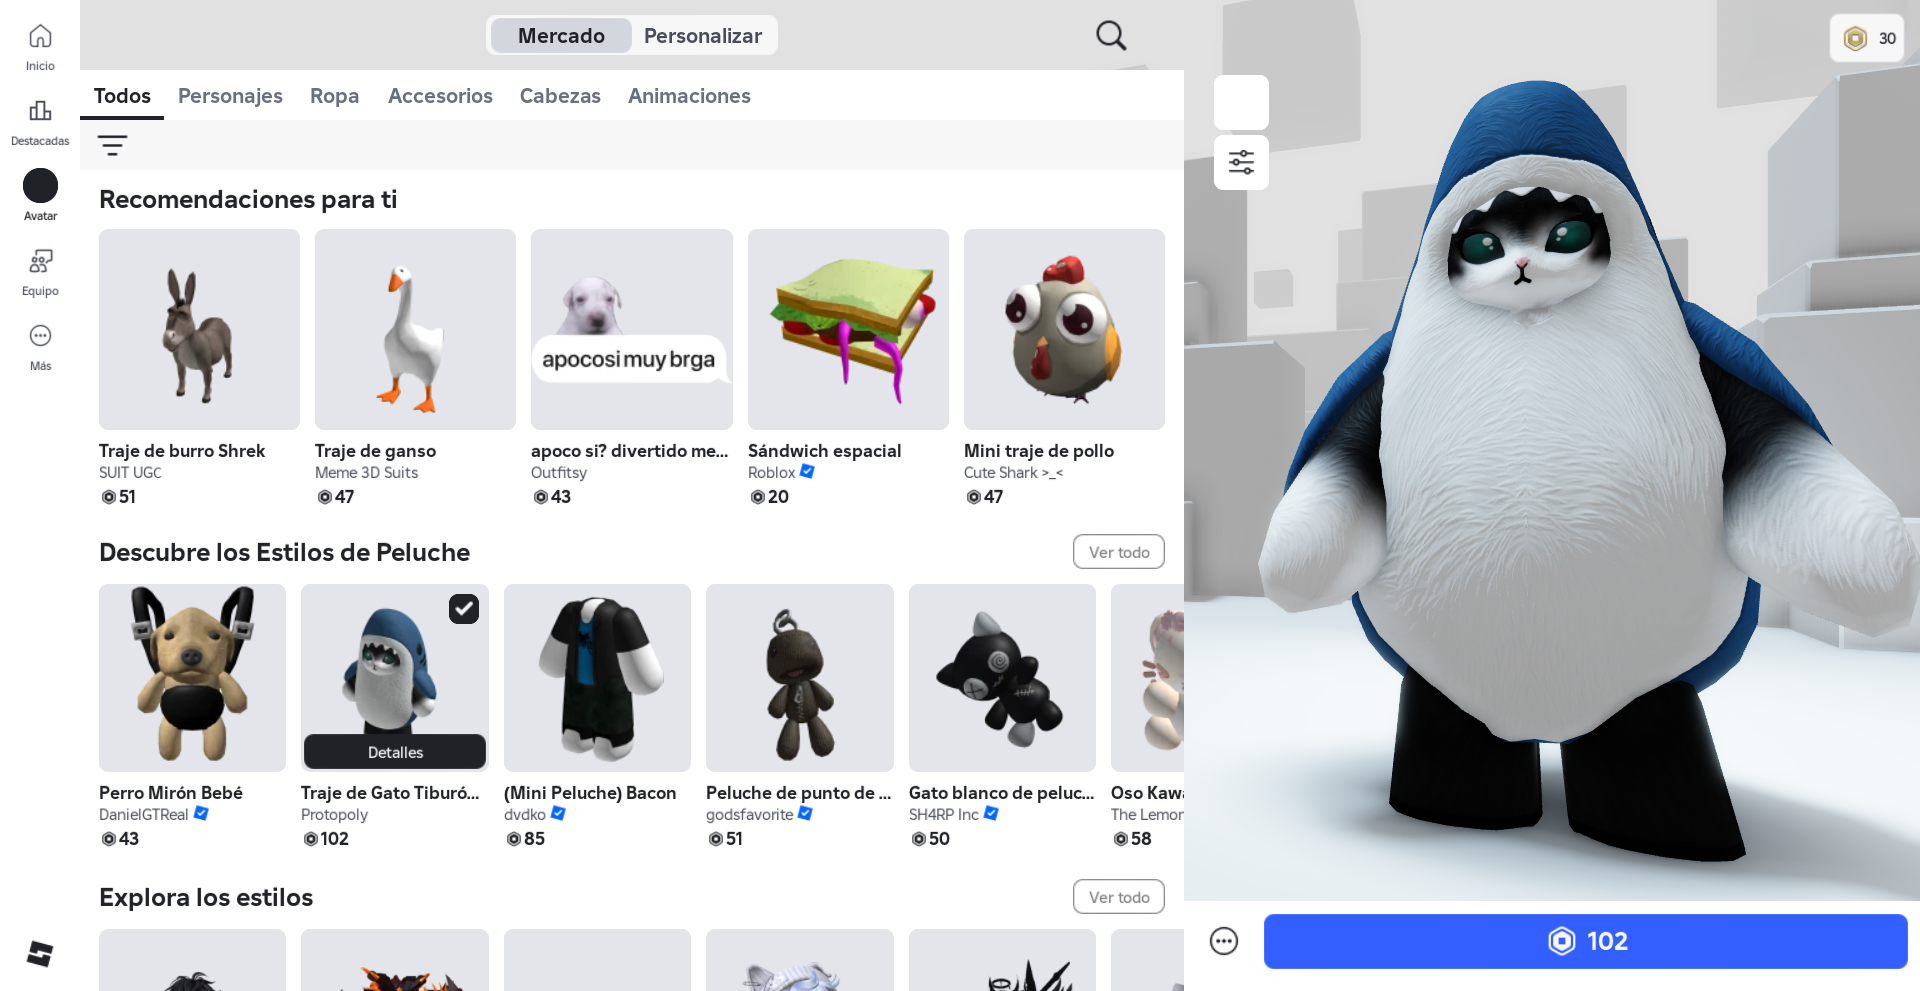 Mercado
Personalizar
30
Inicio
Destacadas
Avatar
Equipo
Más
Todos
Personajes
Ropa
Accesorios
Cabezas
Animaciones
Recomendaciones para ti
apocosi muy brga
Traje de burro Shrek
SUIT UGC
51
Traje de ganso
Meme 3D Suits
47
apoco si? divertido me...
Outfitsy
43
Sándwich espacial
Roblox
20
Mini traje de pollo
Cute Shark >_<
47
Descubre los Estilos de Peluche
Ver todo
Detalles
Perro Mirón Bebé
DanielGTReal
43
Traje de Gato Tiburó...
Protopoly
102
(Mini Peluche) Bacon
dvdko
85
Peluche de punto de ...
godsfavorite
51
Gato blanco de peluc...
SH4RP Inc
50
Oso Kawa
The Lemon
58
Explora los estilos
Ver todo
102